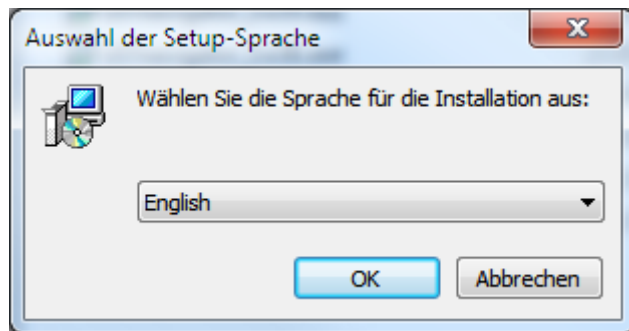 Auswahl der Setup-Sprache
Wählen Sie die Sprache für die Installation aus:
English
OK
Abbrechen